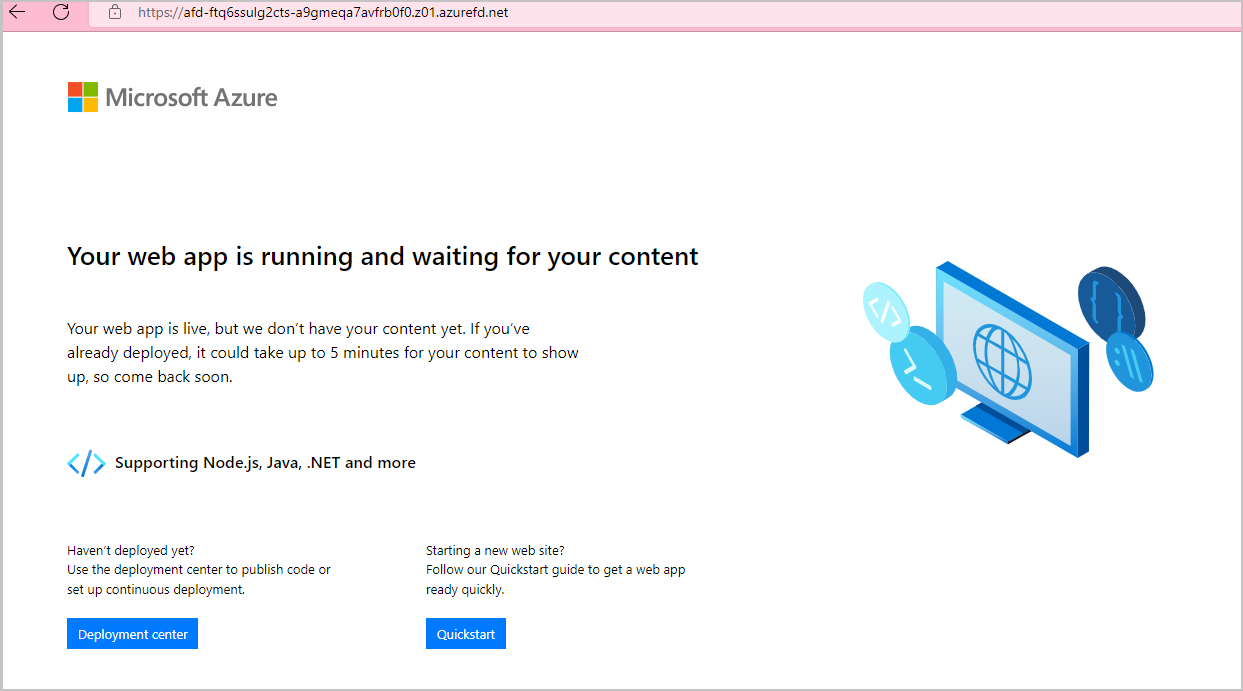 https://afd-ftq6ssulg2cts-a9gmeqa7avfrb0f0.z01.azurefd.net
Microsoft Azure
Your web app is running and waiting for your content
Your web app is live, but we don’t have your content yet. If you’ve
already deployed, it could take up to 5 minutes for your content to show
up, so come back soon.
</> Supporting Node.js, Java, .NET and more
Haven’t deployed yet?
Use the deployment center to publish code or
set up continuous deployment.
Deployment center
Starting a new web site?
Follow our Quickstart guide to get a web app
ready quickly.
Quickstart